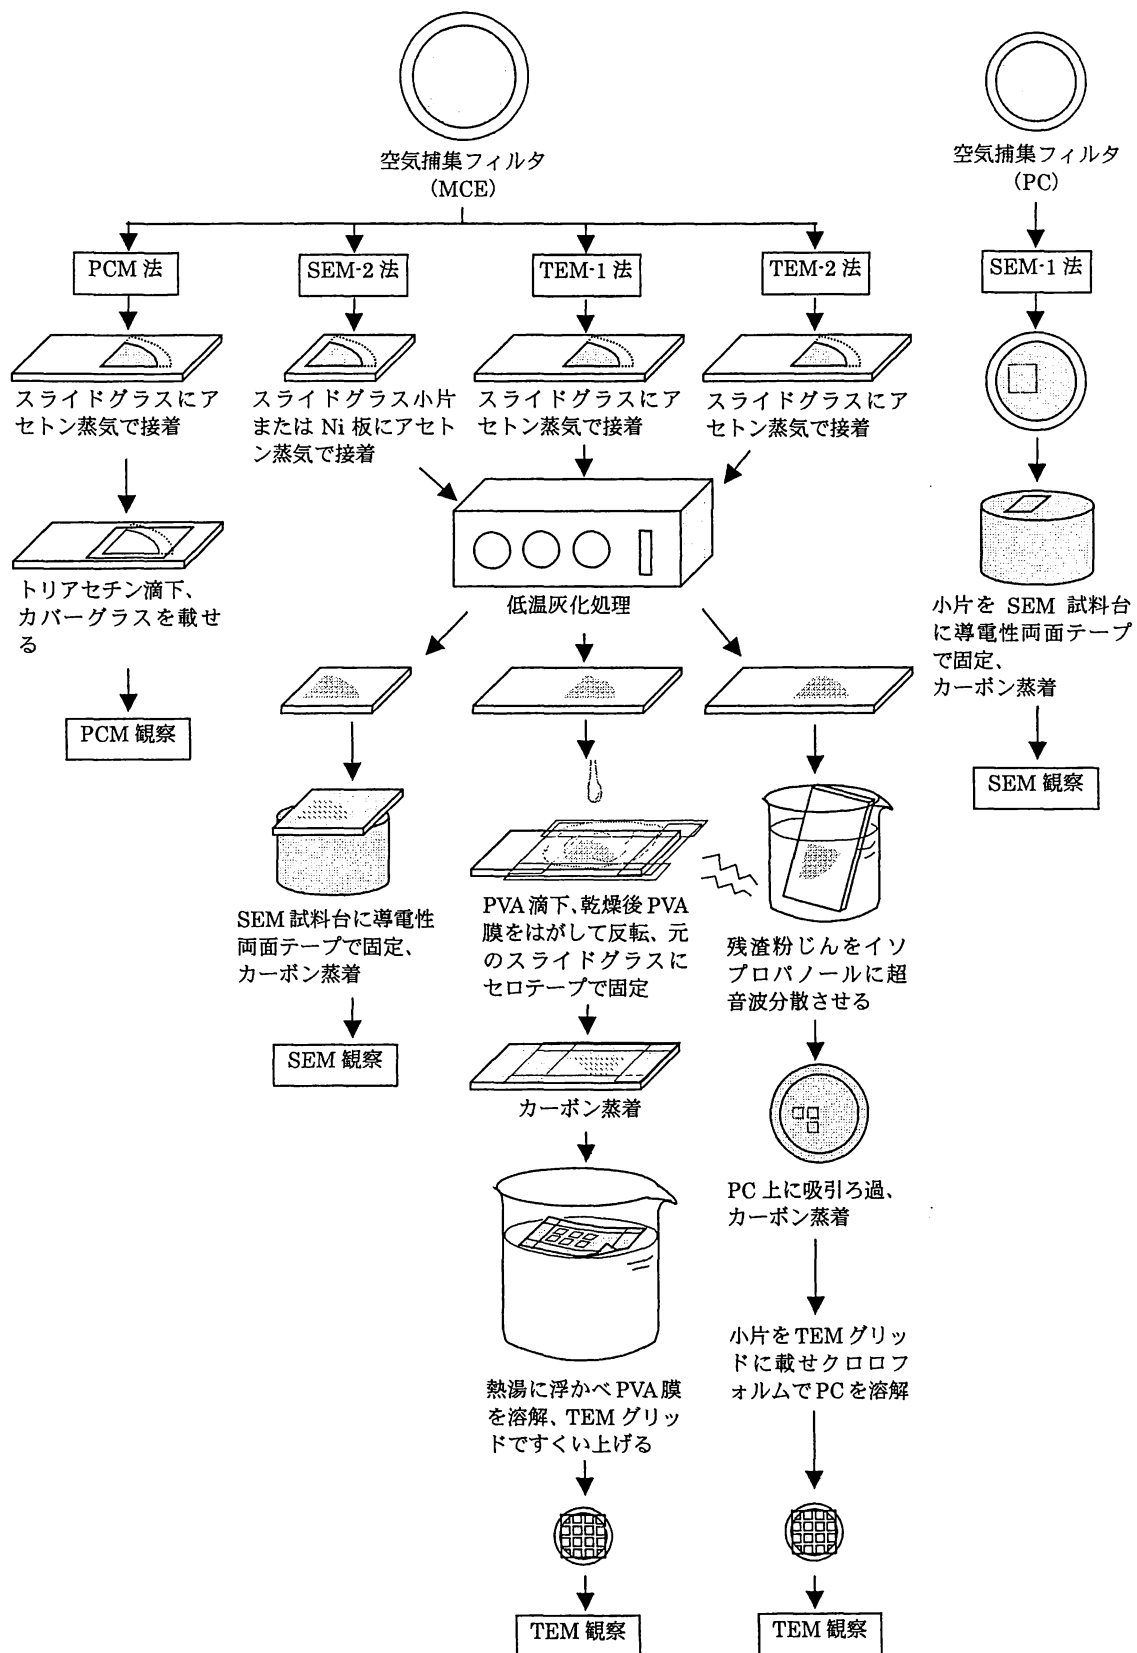 空気捕集フィルタ
(MCE)
空気捕集フィルタ
(PC)
PCM 法
SEM-2 法
TEM-1 法
TEM-2 法
SEM-1 法
スライドグラスにア
セトン蒸気で接着
スライドグラス小片
または Ni 板にアセト
ン蒸気で接着
スライドグラスにア
セトン蒸気で接着
スライドグラスにア
セトン蒸気で接着
トリアセチン滴下、
カバーグラスを載せ
る
低温灰化処理
小片を SEM 試料台
に導電性両面テープ
で固定、
カーボン蒸着
PCM 観察
SEM 観察
SEM 試料台に導電性
両面テープで固定、
カーボン蒸着
PVA 滴下、乾燥後 PVA
膜をはがして反転、元
のスライドグラスに
セロテープで固定
残渣粉じんをイソ
プロパノールに超
音波分散させる
SEM 観察
カーボン蒸着
PC 上に吸引ろ過、
カーボン蒸着
小片を TEM グリッ
ドに載せクロロフ
ォルムで PC を溶解
熱湯に浮かべ PVA 膜
を溶解、TEM グリッ
ドですくい上げる
TEM 観察
TEM 観察